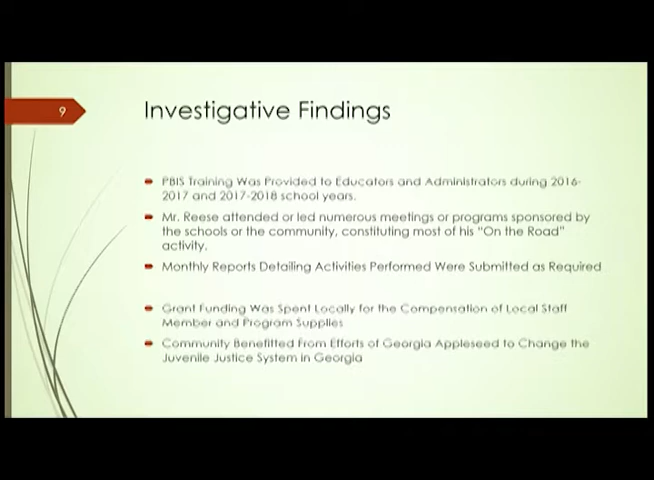 9
Investigative Findings
PBIS Training Was Provided to Educators and Administrators during 2016-
2017 and 2017-2018 school years.
Mr. Reese attended or led numerous meetings or programs sponsored by
the schools or the community, constituting most of his "On the Road"
activity.
Monthly Reports Detailing Activities Performed Were Submitted as Required
Grant Funding Was Spent Locally for the Compensation of Local Staff
Member and Program Supplies
Community Benefitted From Efforts of Georgia Appleseed to Change the
Juvenile Justice System in Georgia